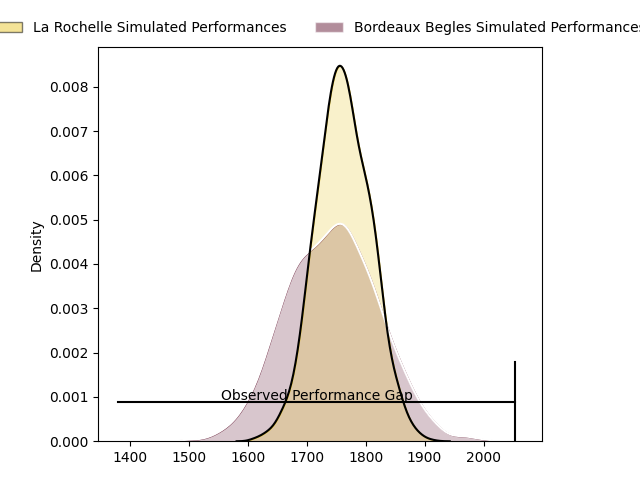 La Rochelle Simulated Performances
Bordeaux Begles Simulated Performances
0.008
0.007
0.006
0.005
0.004
0.003
0.002
0.001
0.000
Density
Observed Performance Gap
1400 1500 1600 1700 1800 1900 2000